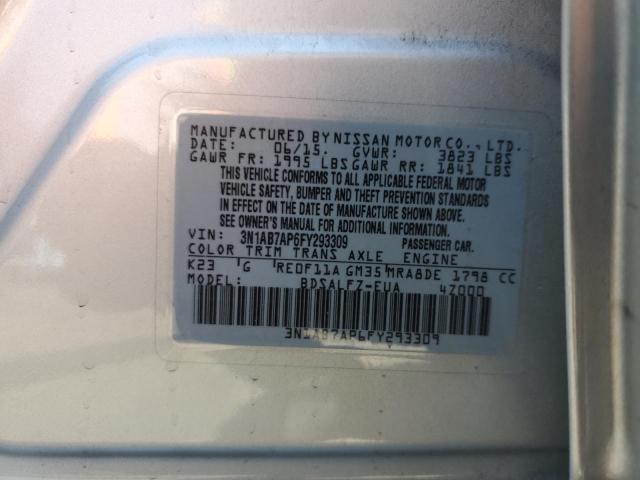 MANUFACTURED BY NISSAN MOTOR CO., LTD.
DATE: 06/15. GVWR: 3823 LBS
GAWR FR: 1995 LBS GAWR RR: 1841 LBS
THIS VEHICLE CONFORMS TO ALL APPLICABLE FEDERAL MOTOR
VEHICLE SAFETY, BUMPER AND THEFT PREVENTION STANDARDS
IN EFFECT ON THE DATE OF MANUFACTURE SHOWN ABOVE.
SEE OWNER'S MANUAL FOR ADDITIONAL INFORMATION.
VIN: 3N1AB7AP6FY293309 PASSENGER CAR.
COLOR TRIM TRANS AXLE ENGINE
K23 G RE0F11A GM35 MRA8DE 1798 CC
MODEL: BDSALFZ-EUA 4Z000
3N1AB7AP6FY293309